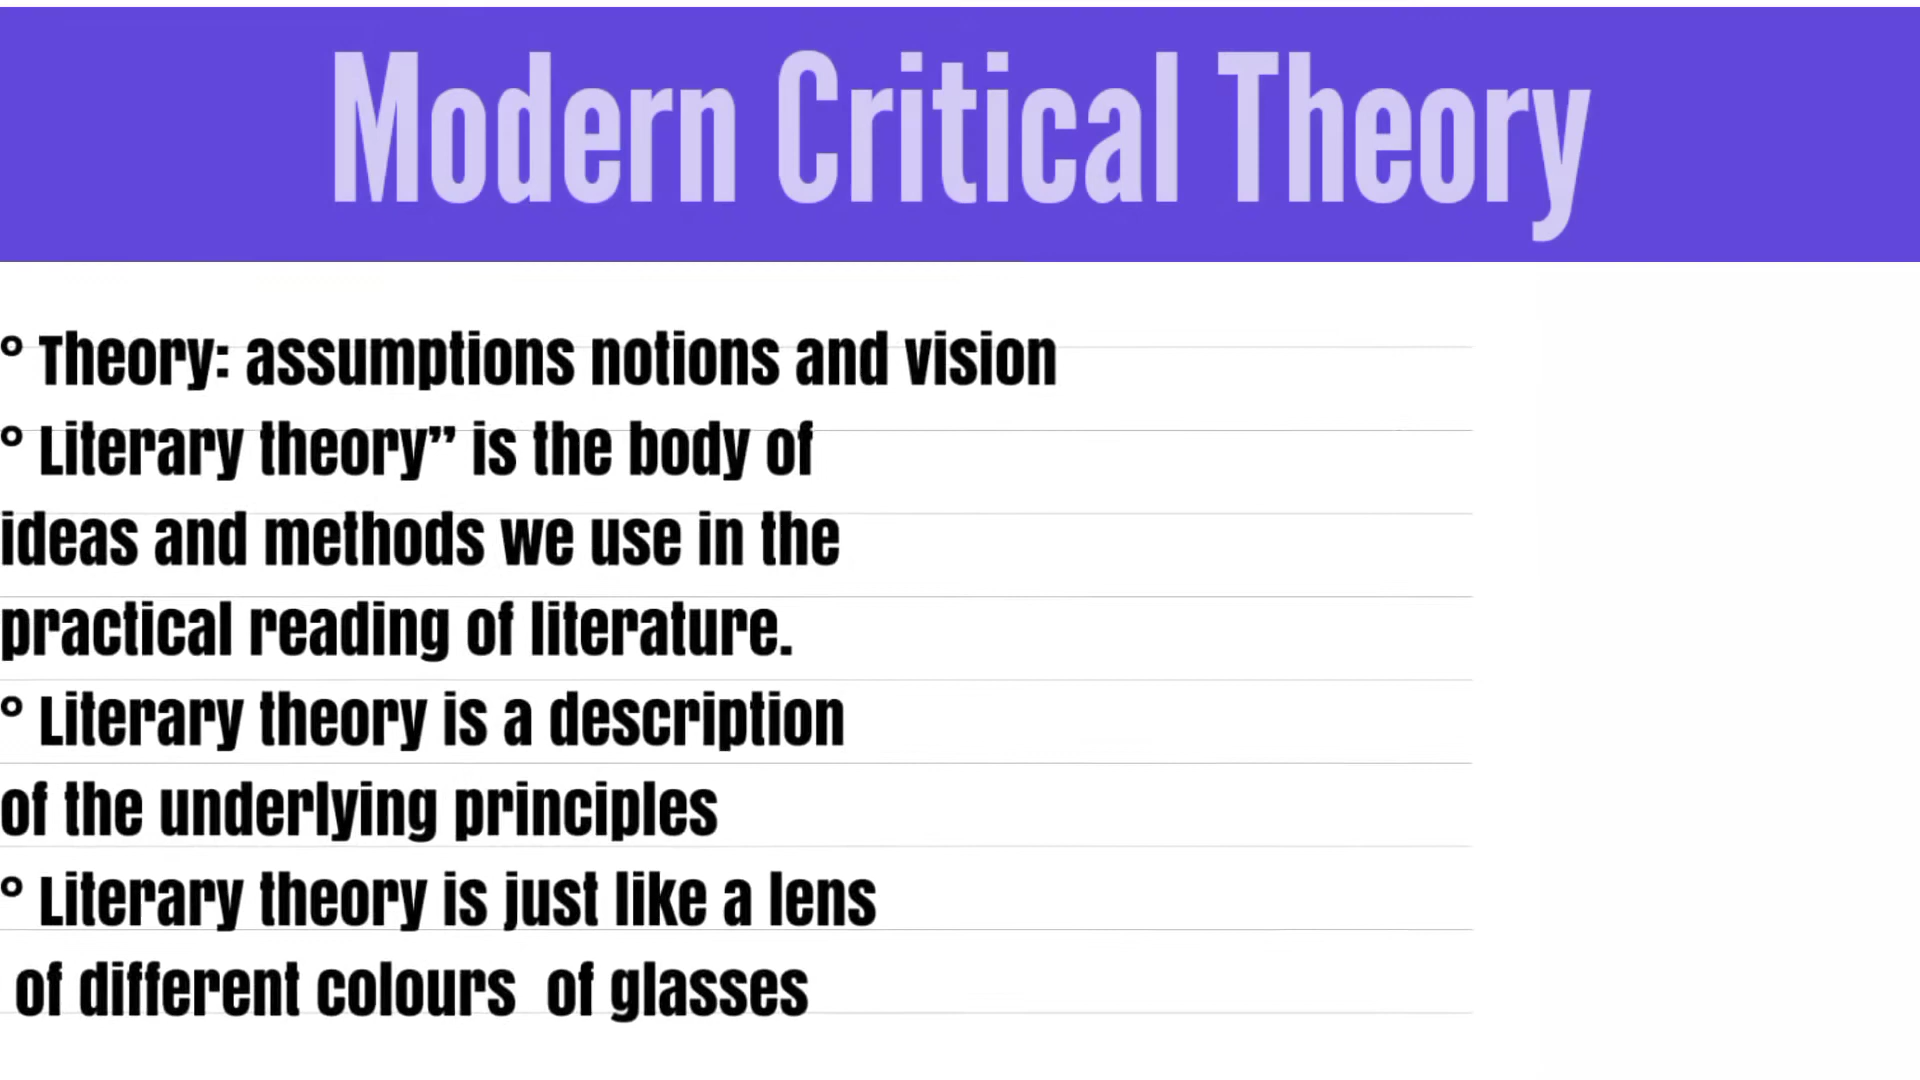 Modern Critical Theory
° Theory: assumptions notions and vision
° Literary theory” is the body of
ideas and methods we use in the
practical reading of literature.
° Literary theory is a description
of the underlying principles
° Literary theory is just like a lens
of different colours  of glasses